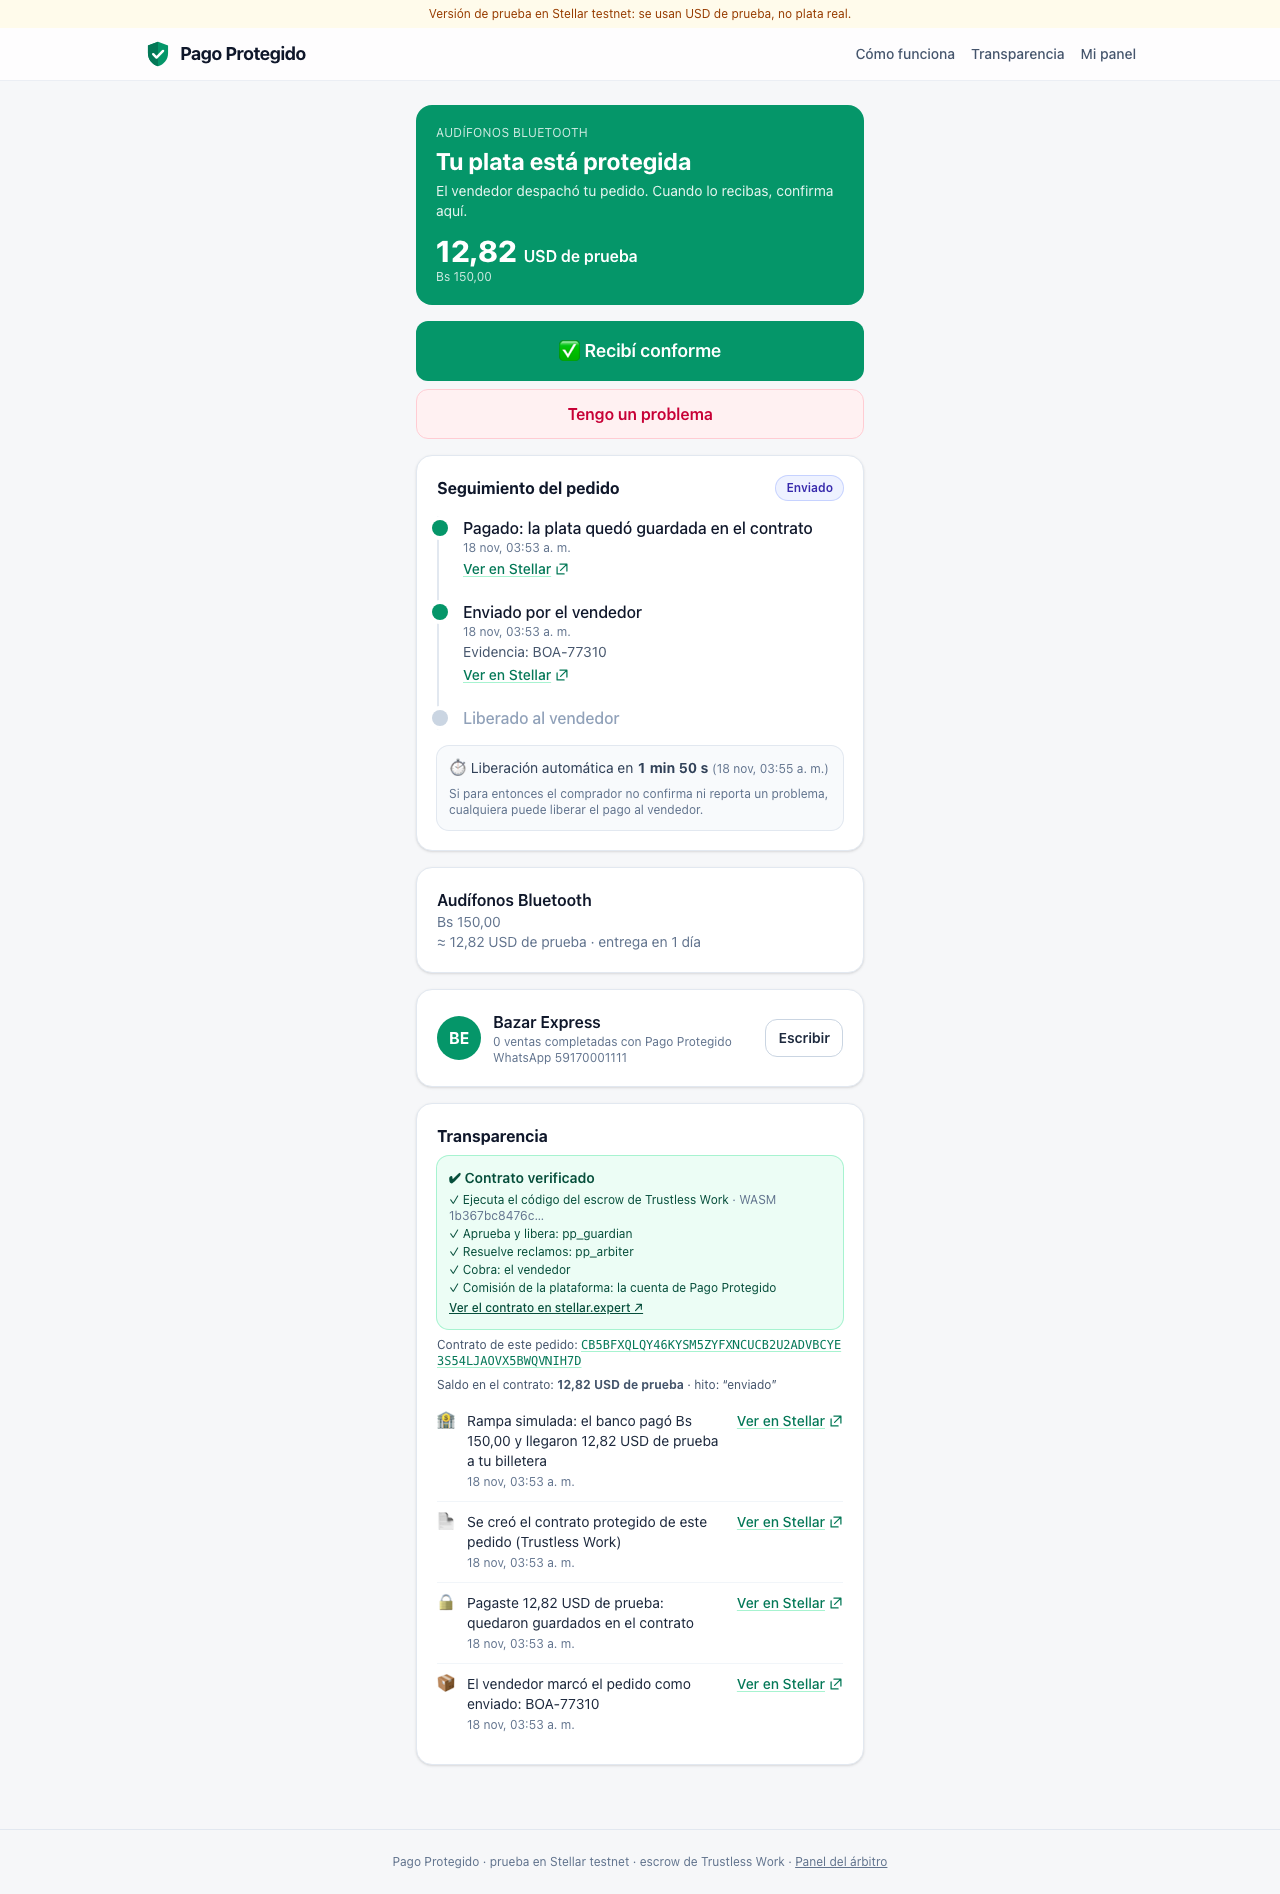 Versión de prueba en Stellar testnet: se usan USD de prueba, no plata real.
Pago Protegido
Cómo funciona Transparencia Mi panel
AUDÍFONOS BLUETOOTH
Tu plata está protegida
El vendedor despachó tu pedido. Cuando lo recibas, confirma
aquí.
12,82 USD de prueba
Bs 150,00
✅ Recibí conforme
Tengo un problema
Seguimiento del pedido
Enviado
Pagado: la plata quedó guardada en el contrato
18 nov, 03:53 a. m.
Ver en Stellar
Enviado por el vendedor
18 nov, 03:53 a. m.
Evidencia: BOA-77310
Ver en Stellar
Liberado al vendedor
⏱ Liberación automática en 1 min 50 s (18 nov, 03:55 a. m.)
Si para entonces el comprador no confirma ni reporta un problema,
cualquiera puede liberar el pago al vendedor.
Audífonos Bluetooth
Bs 150,00
≈ 12,82 USD de prueba · entrega en 1 día
BE
Bazar Express
0 ventas completadas con Pago Protegido
WhatsApp 59170001111
Escribir
Transparencia
✔ Contrato verificado
✓ Ejecuta el código del escrow de Trustless Work · WASM
1b367bc8476c…
✓ Aprueba y libera: pp_guardian
✓ Resuelve reclamos: pp_arbiter
✓ Cobra: el vendedor
✓ Comisión de la plataforma: la cuenta de Pago Protegido
Ver el contrato en stellar.expert ↗
Contrato de este pedido: CB5BFXQLQY46KYSM5ZYFXNCUCB2U2ADVBCYE
3S54LJAOVX5BWQVNIH7D
Saldo en el contrato: 12,82 USD de prueba · hito: “enviado”
Rampa simulada: el banco pagó Bs
150,00 y llegaron 12,82 USD de prueba
a tu billetera
18 nov, 03:53 a. m.
Ver en Stellar
Se creó el contrato protegido de este
pedido (Trustless Work)
18 nov, 03:53 a. m.
Ver en Stellar
Pagaste 12,82 USD de prueba:
quedaron guardados en el contrato
18 nov, 03:53 a. m.
Ver en Stellar
El vendedor marcó el pedido como
enviado: BOA-77310
18 nov, 03:53 a. m.
Ver en Stellar
Pago Protegido · prueba en Stellar testnet · escrow de Trustless Work · Panel del árbitro